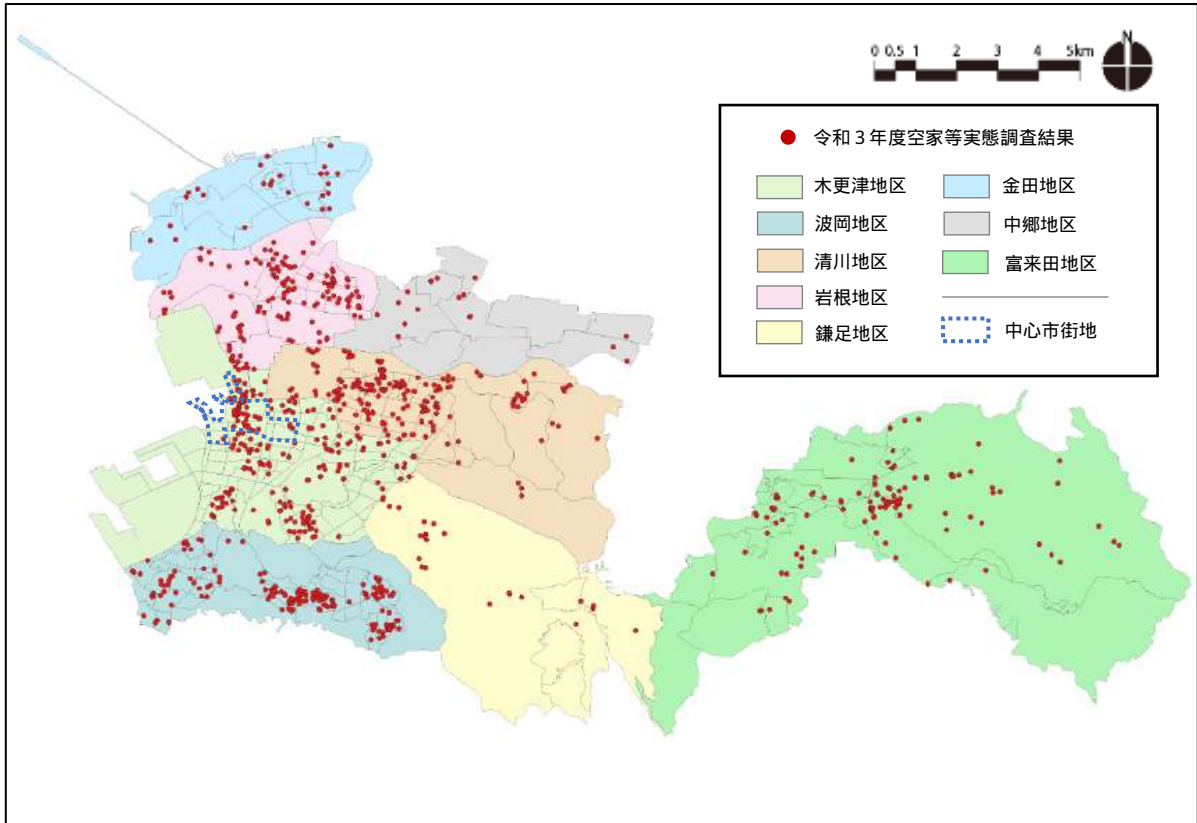 N
0 0.5 1 2 3 4 5km
令和３年度空家等実態調査結果
木更津地区 金田地区
波岡地区 中郷地区
清川地区 富来田地区
岩根地区
鎌足地区 中心市街地